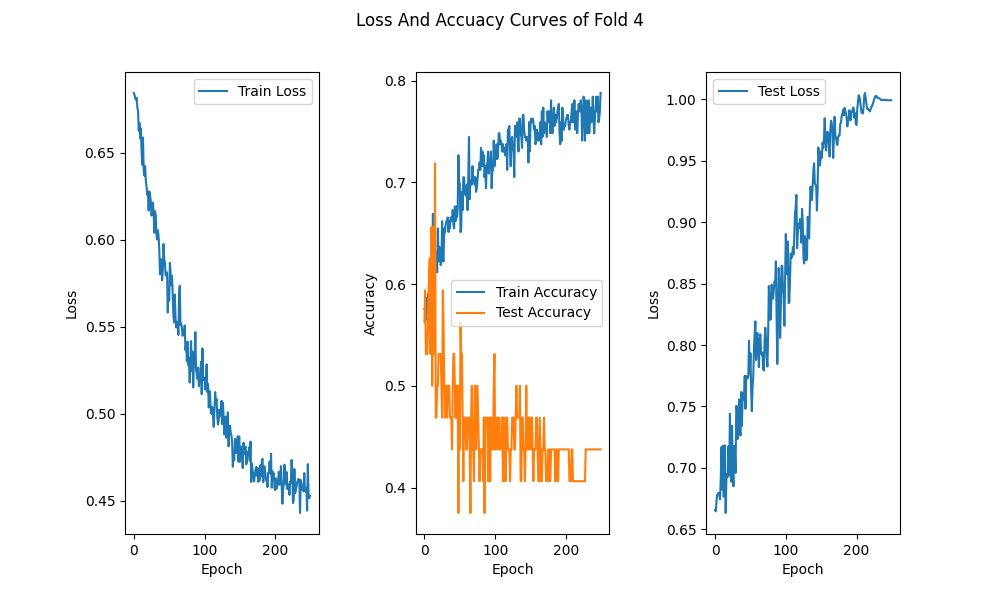 Loss And Accuacy Curves of Fold 4
Train Loss
0.65
0.60
0.55
0.50
0.45
0
100
200
Loss
Epoch
Train Accuracy
Test Accuracy
0.8
0.7
0.6
0.5
0.4
0
100
200
Accuracy
Epoch
Test Loss
1.00
0.95
0.90
0.85
0.80
0.75
0.70
0.65
0
100
200
Loss
Epoch